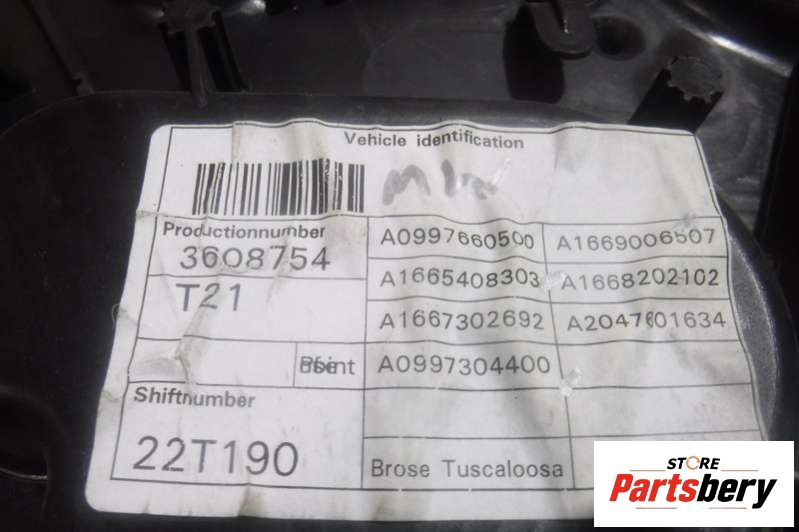 Vehicle identification
Productionnumber
3608754
T21
A0997660500 A1669006507
A1665408303 A1668202102
A1667302692 A2047601634
A0997304400
Shiftnumber
22T190
Brose Tuscaloosa
STORE
Partsbery